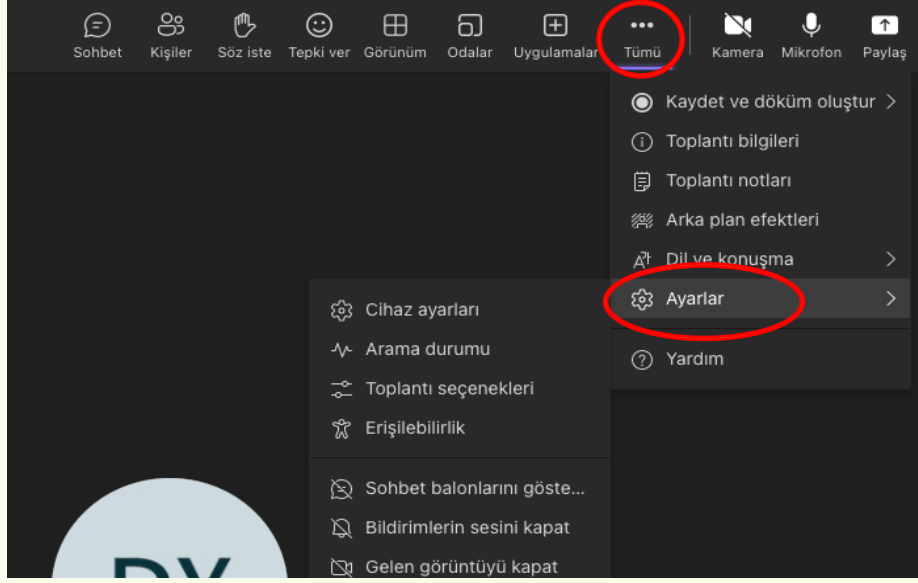 Sohbet Kişiler Söz iste Tepki ver Görünüm Odalar Uygulamalar Tümü Kamera Mikrofon Paylaş
Kaydet ve döküm oluştur
Toplantı bilgileri
Toplantı notları
Arka plan efektleri
Dil ve konuşma
Ayarlar
Yardım
Cihaz ayarları
Arama durumu
Toplantı seçenekleri
Erişilebilirlik
Sohbet balonlarını göste...
Bildirimlerin sesini kapat
Gelen görüntüyü kapat
DY